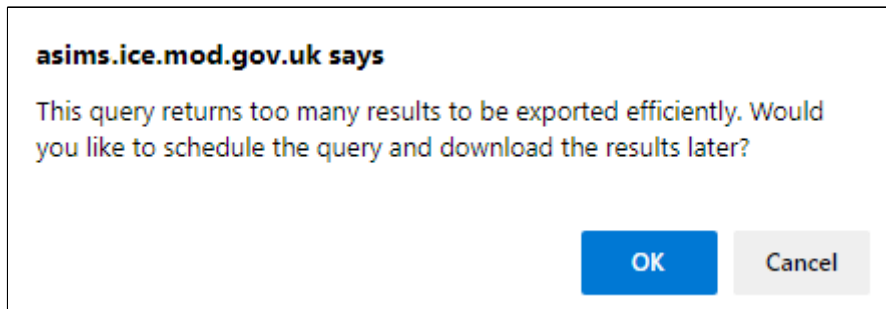 asims.ice.mod.gov.uk says
This query returns too many results to be exported efficiently. Would
you like to schedule the query and download the results later?
OK
Cancel